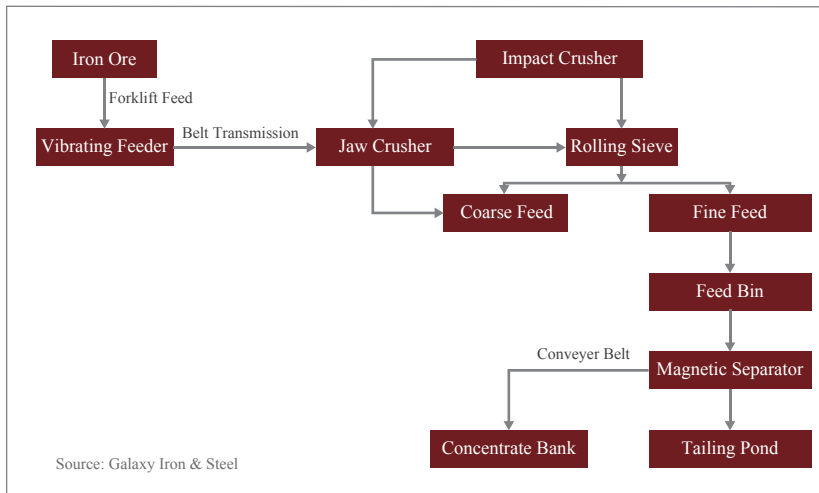 Iron Ore
Impact Crusher
Forklift Feed
Belt Transmission
Vibrating Feeder
Jaw Crusher
Rolling Sieve
Coarse Feed
Fine Feed
Feed Bin
Conveyer Belt
Magnetic Separator
Concentrate Bank
Tailing Pond
Source: Galaxy Iron & Steel